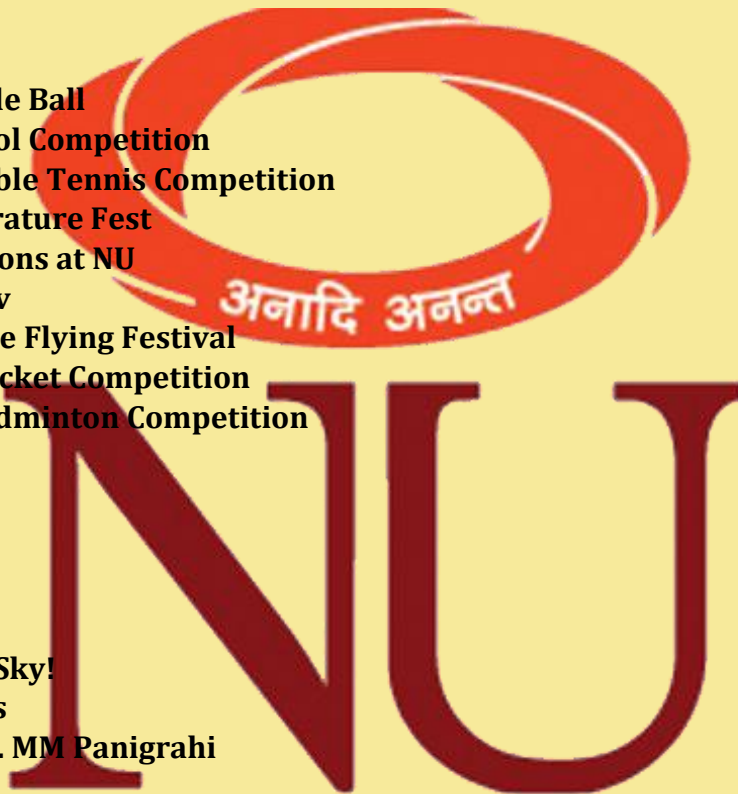 le Ball
ol Competition
ble Tennis Competition
rature Fest
ons at NU
v
e Flying Festival
cket Competition
dminton Competition
अनादि अनन्त
NU
Sky!
s
. MM Panigrahi